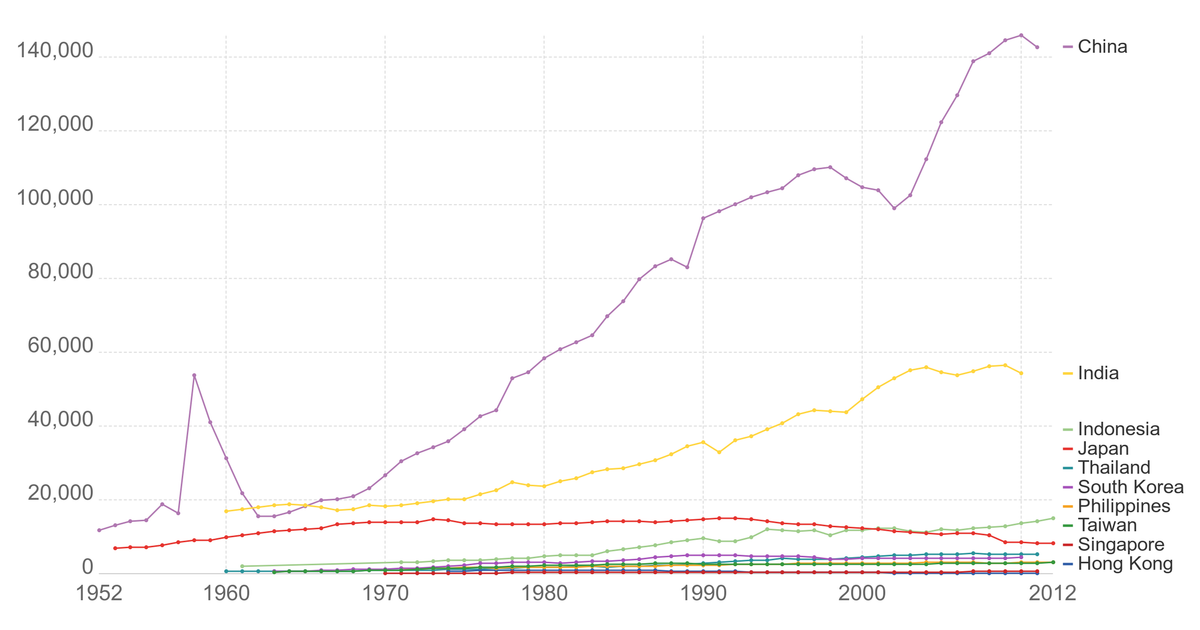 140,000
120,000
100,000
80,000
60,000
40,000
20,000
0
1952 1960 1970 1980 1990 2000 2012
China
India
Indonesia
Japan
Thailand
South Korea
Philippines
Taiwan
Singapore
Hong Kong